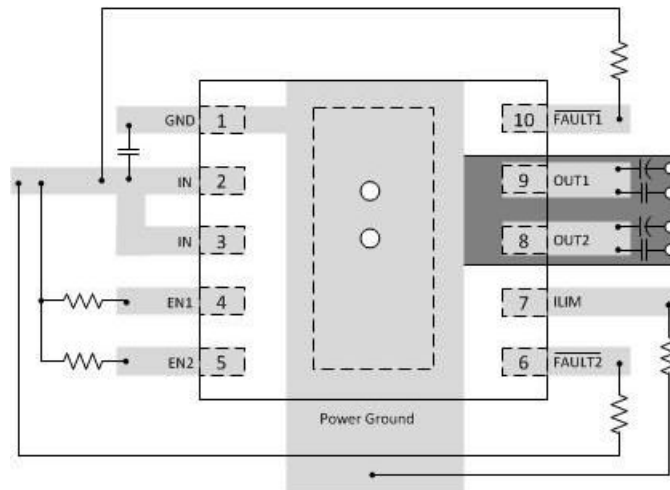 GND 1
IN 2
IN 3
EN1 4
EN2 5
10 FAULT1
9 OUT1
8 OUT2
7 ILIM
6 FAULT2
Power Ground